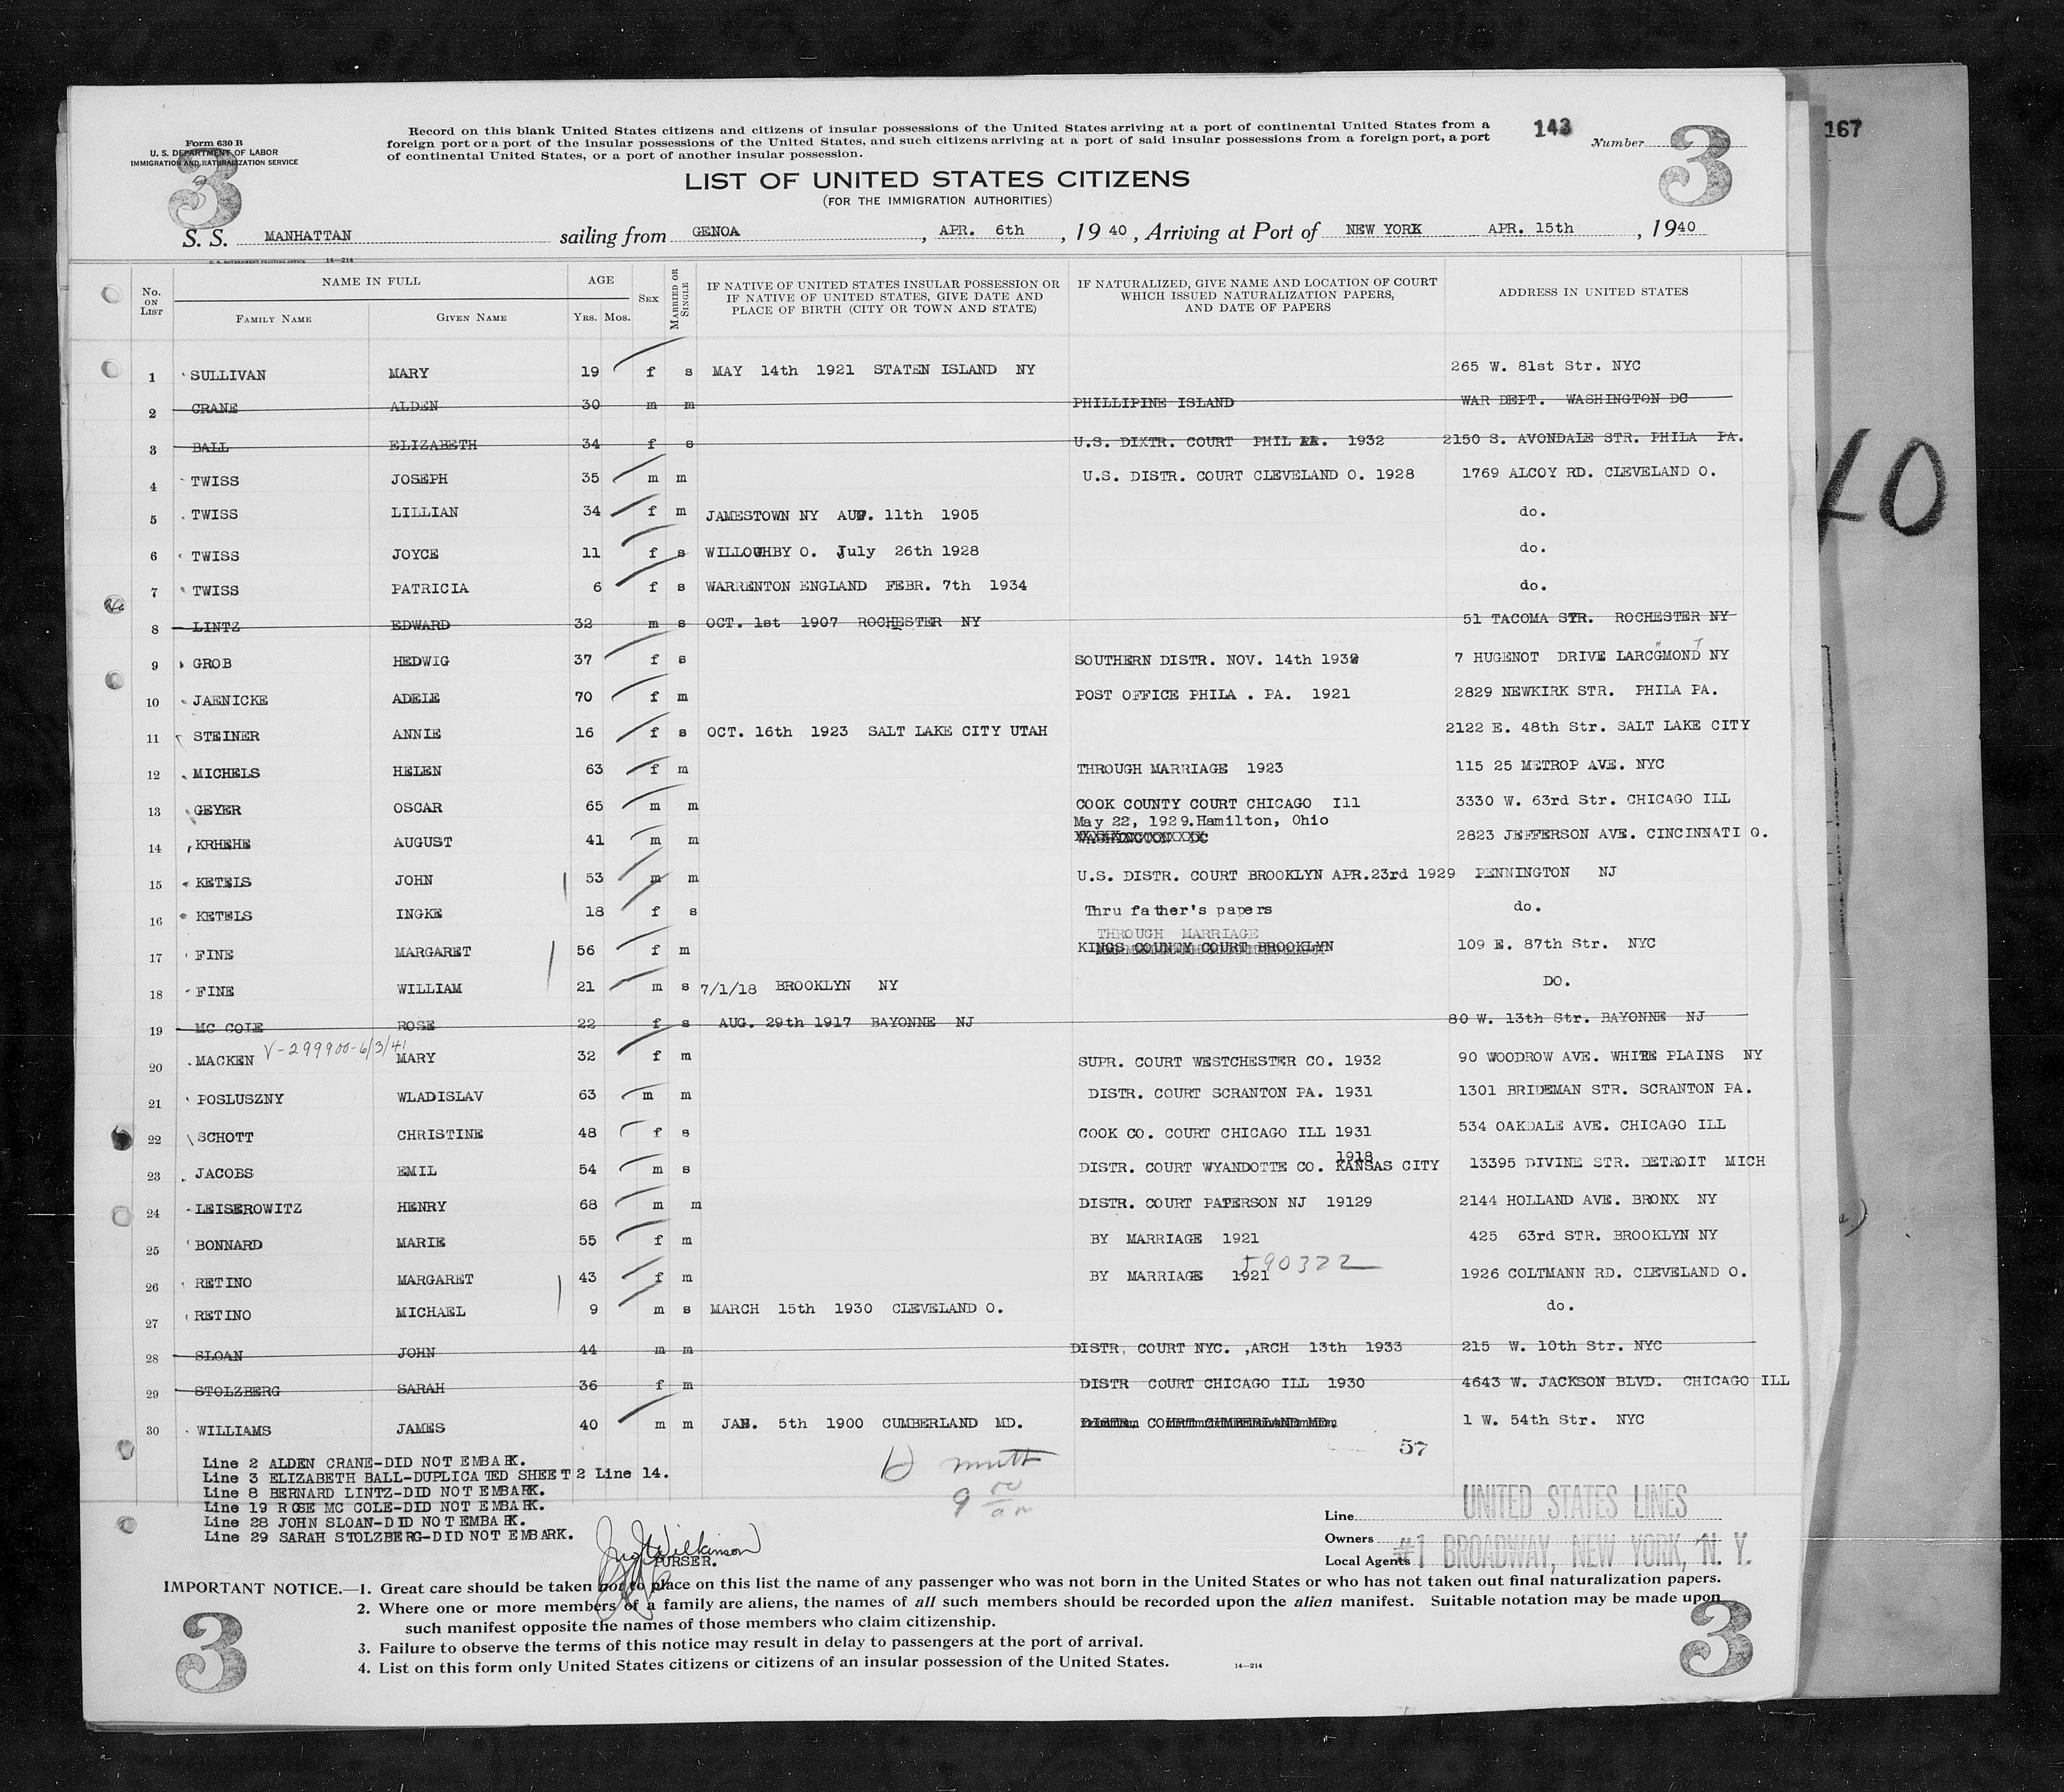 Form 630 B
U. S. DEPARTMENT OF LABOR
IMMIGRATION AND NATURALIZATION SERVICE
Record on this blank United States citizens and citizens of insular possessions of the United States arriving at a port of continental United States from a
foreign port or a port of the insular possessions of the United States, and such citizens arriving at a port of said insular possessions from a foreign port, a port
of continental United States, or a port of another insular possession.
143
Number
3
3
167
LIST OF UNITED STATES CITIZENS
(FOR THE IMMIGRATION AUTHORITIES)
S. S. MANHATTAN sailing from GENOA, APR. 6th, 19 40, Arriving at Port of NEW YORK APR. 15th, 1940
U. S. GOVERNMENT PRINTING OFFICE 14—214
No. ON LIST
NAME IN FULL
FAMILY NAME GIVEN NAME
AGE
YRS. MOS.
SEX
MARRIED OR SINGLE
IF NATIVE OF UNITED STATES INSULAR POSSESSION OR
IF NATIVE OF UNITED STATES, GIVE DATE AND
PLACE OF BIRTH (CITY OR TOWN AND STATE)
IF NATURALIZED, GIVE NAME AND LOCATION OF COURT
WHICH ISSUED NATURALIZATION PAPERS,
AND DATE OF PAPERS
ADDRESS IN UNITED STATES
1 SULLIVAN MARY 19 f s MAY 14th 1921 STATEN ISLAND NY 265 W. 81st Str. NYC
2 CRANE ALDEN 30 m m PHILLIPINE ISLAND WAR DEPT. WASHINGTON DC
3 BALL ELIZABETH 34 f s U.S. DIXTR. COURT PHIL PA. 1932 2150 S. AVONDALE STR. PHILA PA.
4 TWISS JOSEPH 35 m m U.S. DISTR. COURT CLEVELAND O. 1928 1769 ALCOY RD. CLEVELAND O.
5 TWISS LILLIAN 34 f m JAMESTOWN NY AUG. 11th 1905 do.
6 TWISS JOYCE 11 f s WILLOUHBY O. July 26th 1928 do.
7 TWISS PATRICIA 6 f s WARRENTON ENGLAND FEBR. 7th 1934 do.
8 LINTZ EDWARD 32 m s OCT. 1st 1907 ROCHESTER NY 51 TACOMA STR. ROCHESTER NY
9 GROB HEDWIG 37 f s SOUTHERN DISTR. NOV. 14th 1932 7 HUGENOT DRIVE LARCGMOND NY
10 JAENICKE ADELE 70 f m POST OFFICE PHILA . PA. 1921 2829 NEWKIRK STR. PHILA PA.
11 STEINER ANNIE 16 f s OCT. 16th 1923 SALT LAKE CITY UTAH 2122 E. 48th Str. SALT LAKE CITY
12 MICHELS HELEN 63 f m THROUGH MARRIAGE 1923 115 25 METROP AVE. NYC
13 GEYER OSCAR 65 m m COOK COUNTY COURT CHICAGO Ill 3330 W. 63rd Str. CHICAGO ILL
May 22, 1929.Hamilton, Ohio
14 KRHEHE AUGUST 41 m m WASHINGTON DC 2823 JEFFERSON AVE. CINCINNATI O.
15 KETELS JOHN 53 m m U.S. DISTR. COURT BROOKLYN APR.23rd 1929 PENNINGTON NJ
16 KETELS INGKE 18 f s Thru father's papers do.
THROUGH MARRIAGE
17 FINE MARGARET 56 f m KINGS COUNTY COURT BROOKLYN 109 E. 87th Str. NYC
18 FINE WILLIAM 21 m s 7/1/18 BROOKLYN NY DO.
19 MC COLE ROSE 22 f s AUG. 29th 1917 BAYONNE NJ 80 W. 13th Str. BAYONNE NJ
V-299900-6/3/41
20 MACKEN MARY 32 f m SUPR. COURT WESTCHESTER CO. 1932 90 WOODROW AVE. WHITE PLAINS NY
21 POSLUSZNY WLADISLAV 63 m m DISTR. COURT SCRANTON PA. 1931 1301 BRIDEMAN STR. SCRANTON PA.
22 SCHOTT CHRISTINE 48 f s COOK CO. COURT CHICAGO ILL 1931 534 OAKDALE AVE. CHICAGO ILL
1918
23 JACOBS EMIL 54 m s DISTR. COURT WYANDOTTE CO. KANSAS CITY 13395 DIVINE STR. DETROIT MICH
24 LEISEROWITZ HENRY 68 m m DISTR. COURT PATERSON NJ 19129 2144 HOLLAND AVE. BRONX NY
25 BONNARD MARIE 55 f m BY MARRIAGE 1921 425 63rd STR. BROOKLYN NY
590322
26 RETINO MARGARET 43 f m BY MARRIAGE 1921 1926 COLTMANN RD. CLEVELAND O.
27 RETINO MICHAEL 9 m s MARCH 15th 1930 CLEVELAND O. do.
28 SLOAN JOHN 44 m m DISTR, COURT NYC. ,ARCH 13th 1933 215 W. 10th Str. NYC
29 STOLZBERG SARAH 36 f m DISTR COURT CHICAGO ILL 1930 4643 W. JACKSON BLVD. CHICAGO ILL
30 WILLIAMS JAMES 40 m m JAN. 5th 1900 CUMBERLAND MD. DISTR. COURT CUMBERLAND MD. 1 W. 54th Str. NYC
57
Line 2 ALDEN CRANE-DID NOT EMBARK.
Line 3 ELIZABETH BALL-DUPLICATED SHEET 2 Line 14.
Line 8 BERNARD LINTZ-DID NOT EMBARK.
Line 19 ROSE MC COLE-DID NOT EMBARK.
Line 28 JOHN SLOAN-DID NOT EMBARK.
Line 29 SARAH STOLZBERG-DID NOT EMBARK.
Wilkinson
PURSER.
Line UNITED STATES LINES
Owners
Local Agents #1 BROADWAY, NEW YORK, N. Y.
IMPORTANT NOTICE.—1. Great care should be taken not to place on this list the name of any passenger who was not born in the United States or who has not taken out final naturalization papers.
2. Where one or more members of a family are aliens, the names of all such members should be recorded upon the alien manifest. Suitable notation may be made upon
such manifest opposite the names of those members who claim citizenship.
3. Failure to observe the terms of this notice may result in delay to passengers at the port of arrival.
4. List on this form only United States citizens or citizens of an insular possession of the United States.
14—214
3
3